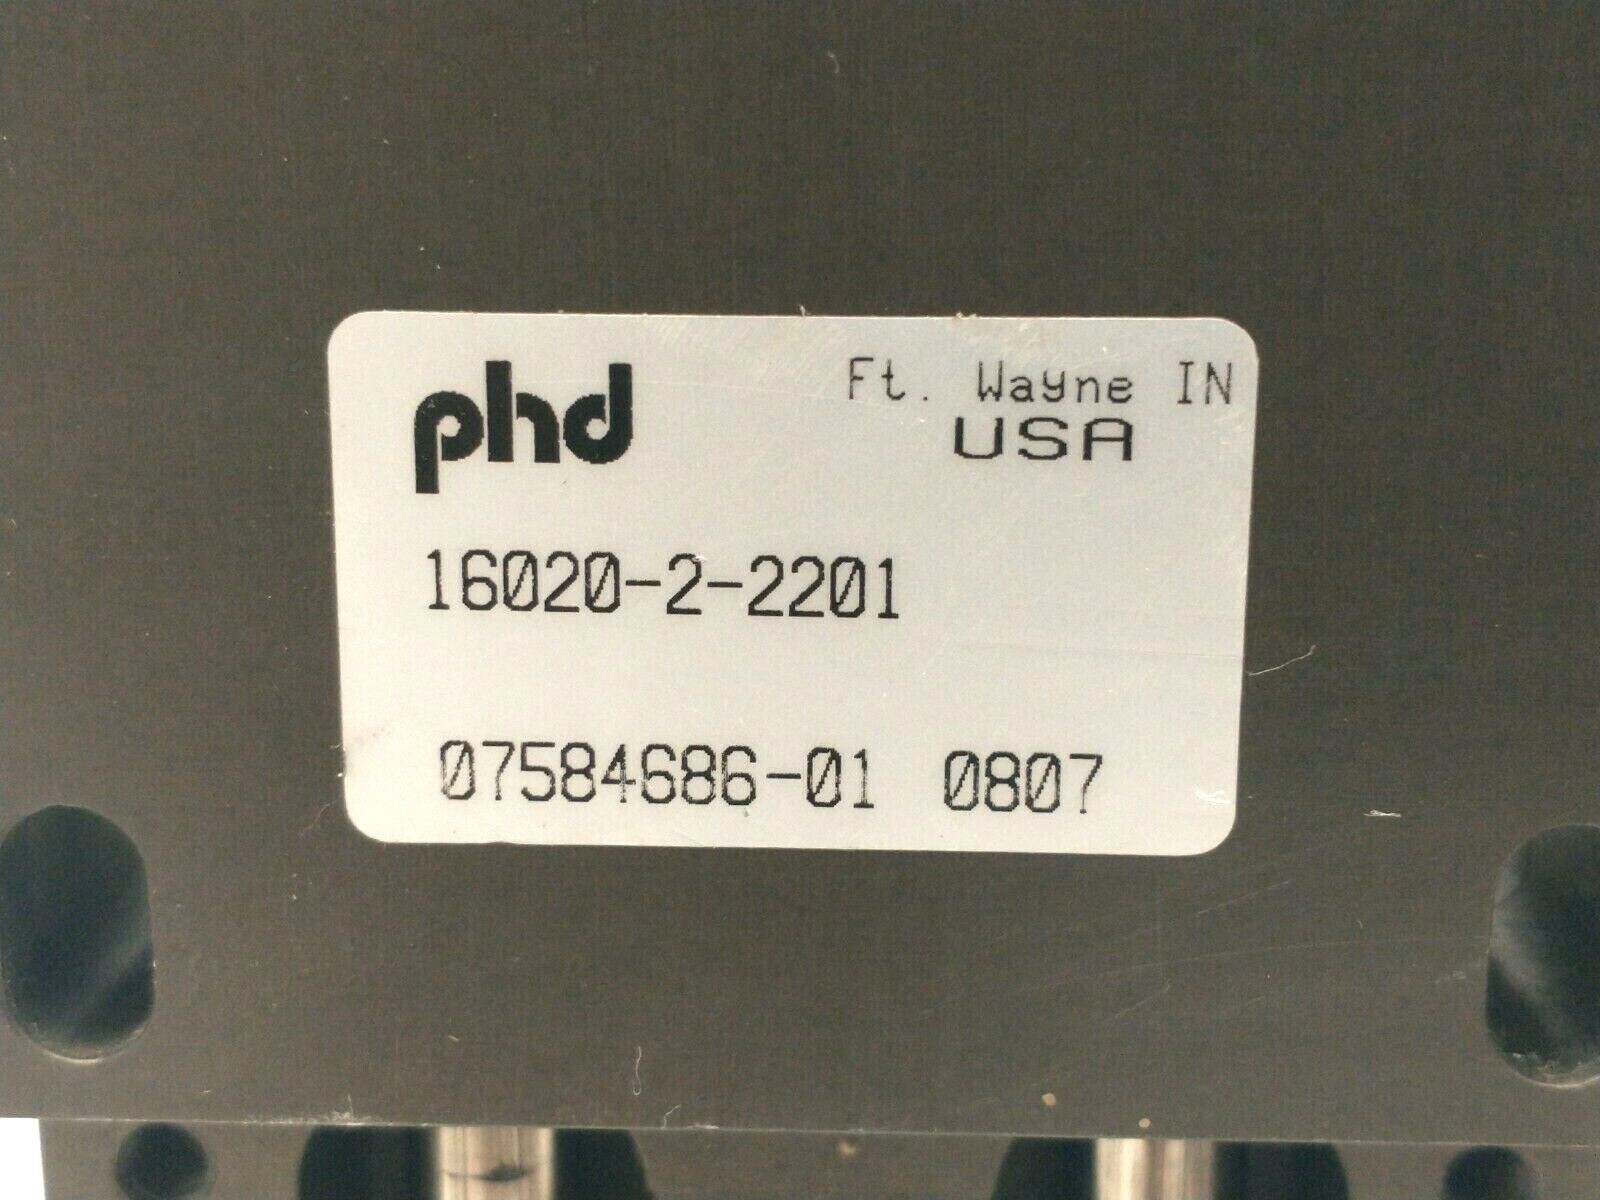 phd Ft. Wayne IN
USA
16020-2-2201
07584686-01 0807